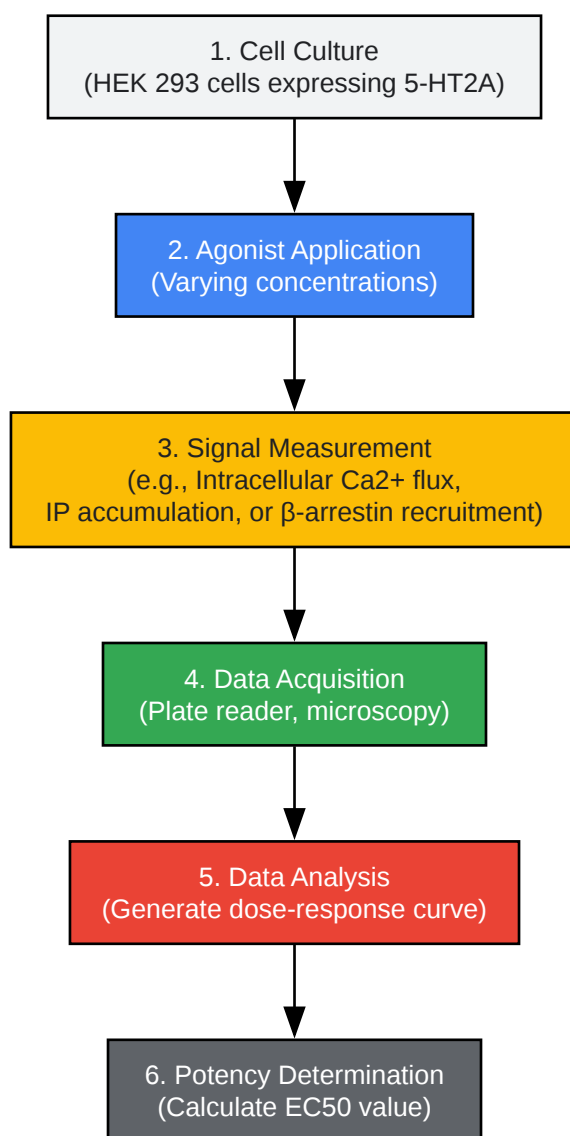 1. Cell Culture
(HEK 293 cells expressing 5-HT2A)
2. Agonist Application
(Varying concentrations)
3. Signal Measurement
(e.g., Intracellular Ca2+ flux,
IP accumulation, or β-arrestin recruitment)
4. Data Acquisition
(Plate reader, microscopy)
5. Data Analysis
(Generate dose-response curve)
6. Potency Determination
(Calculate EC50 value)